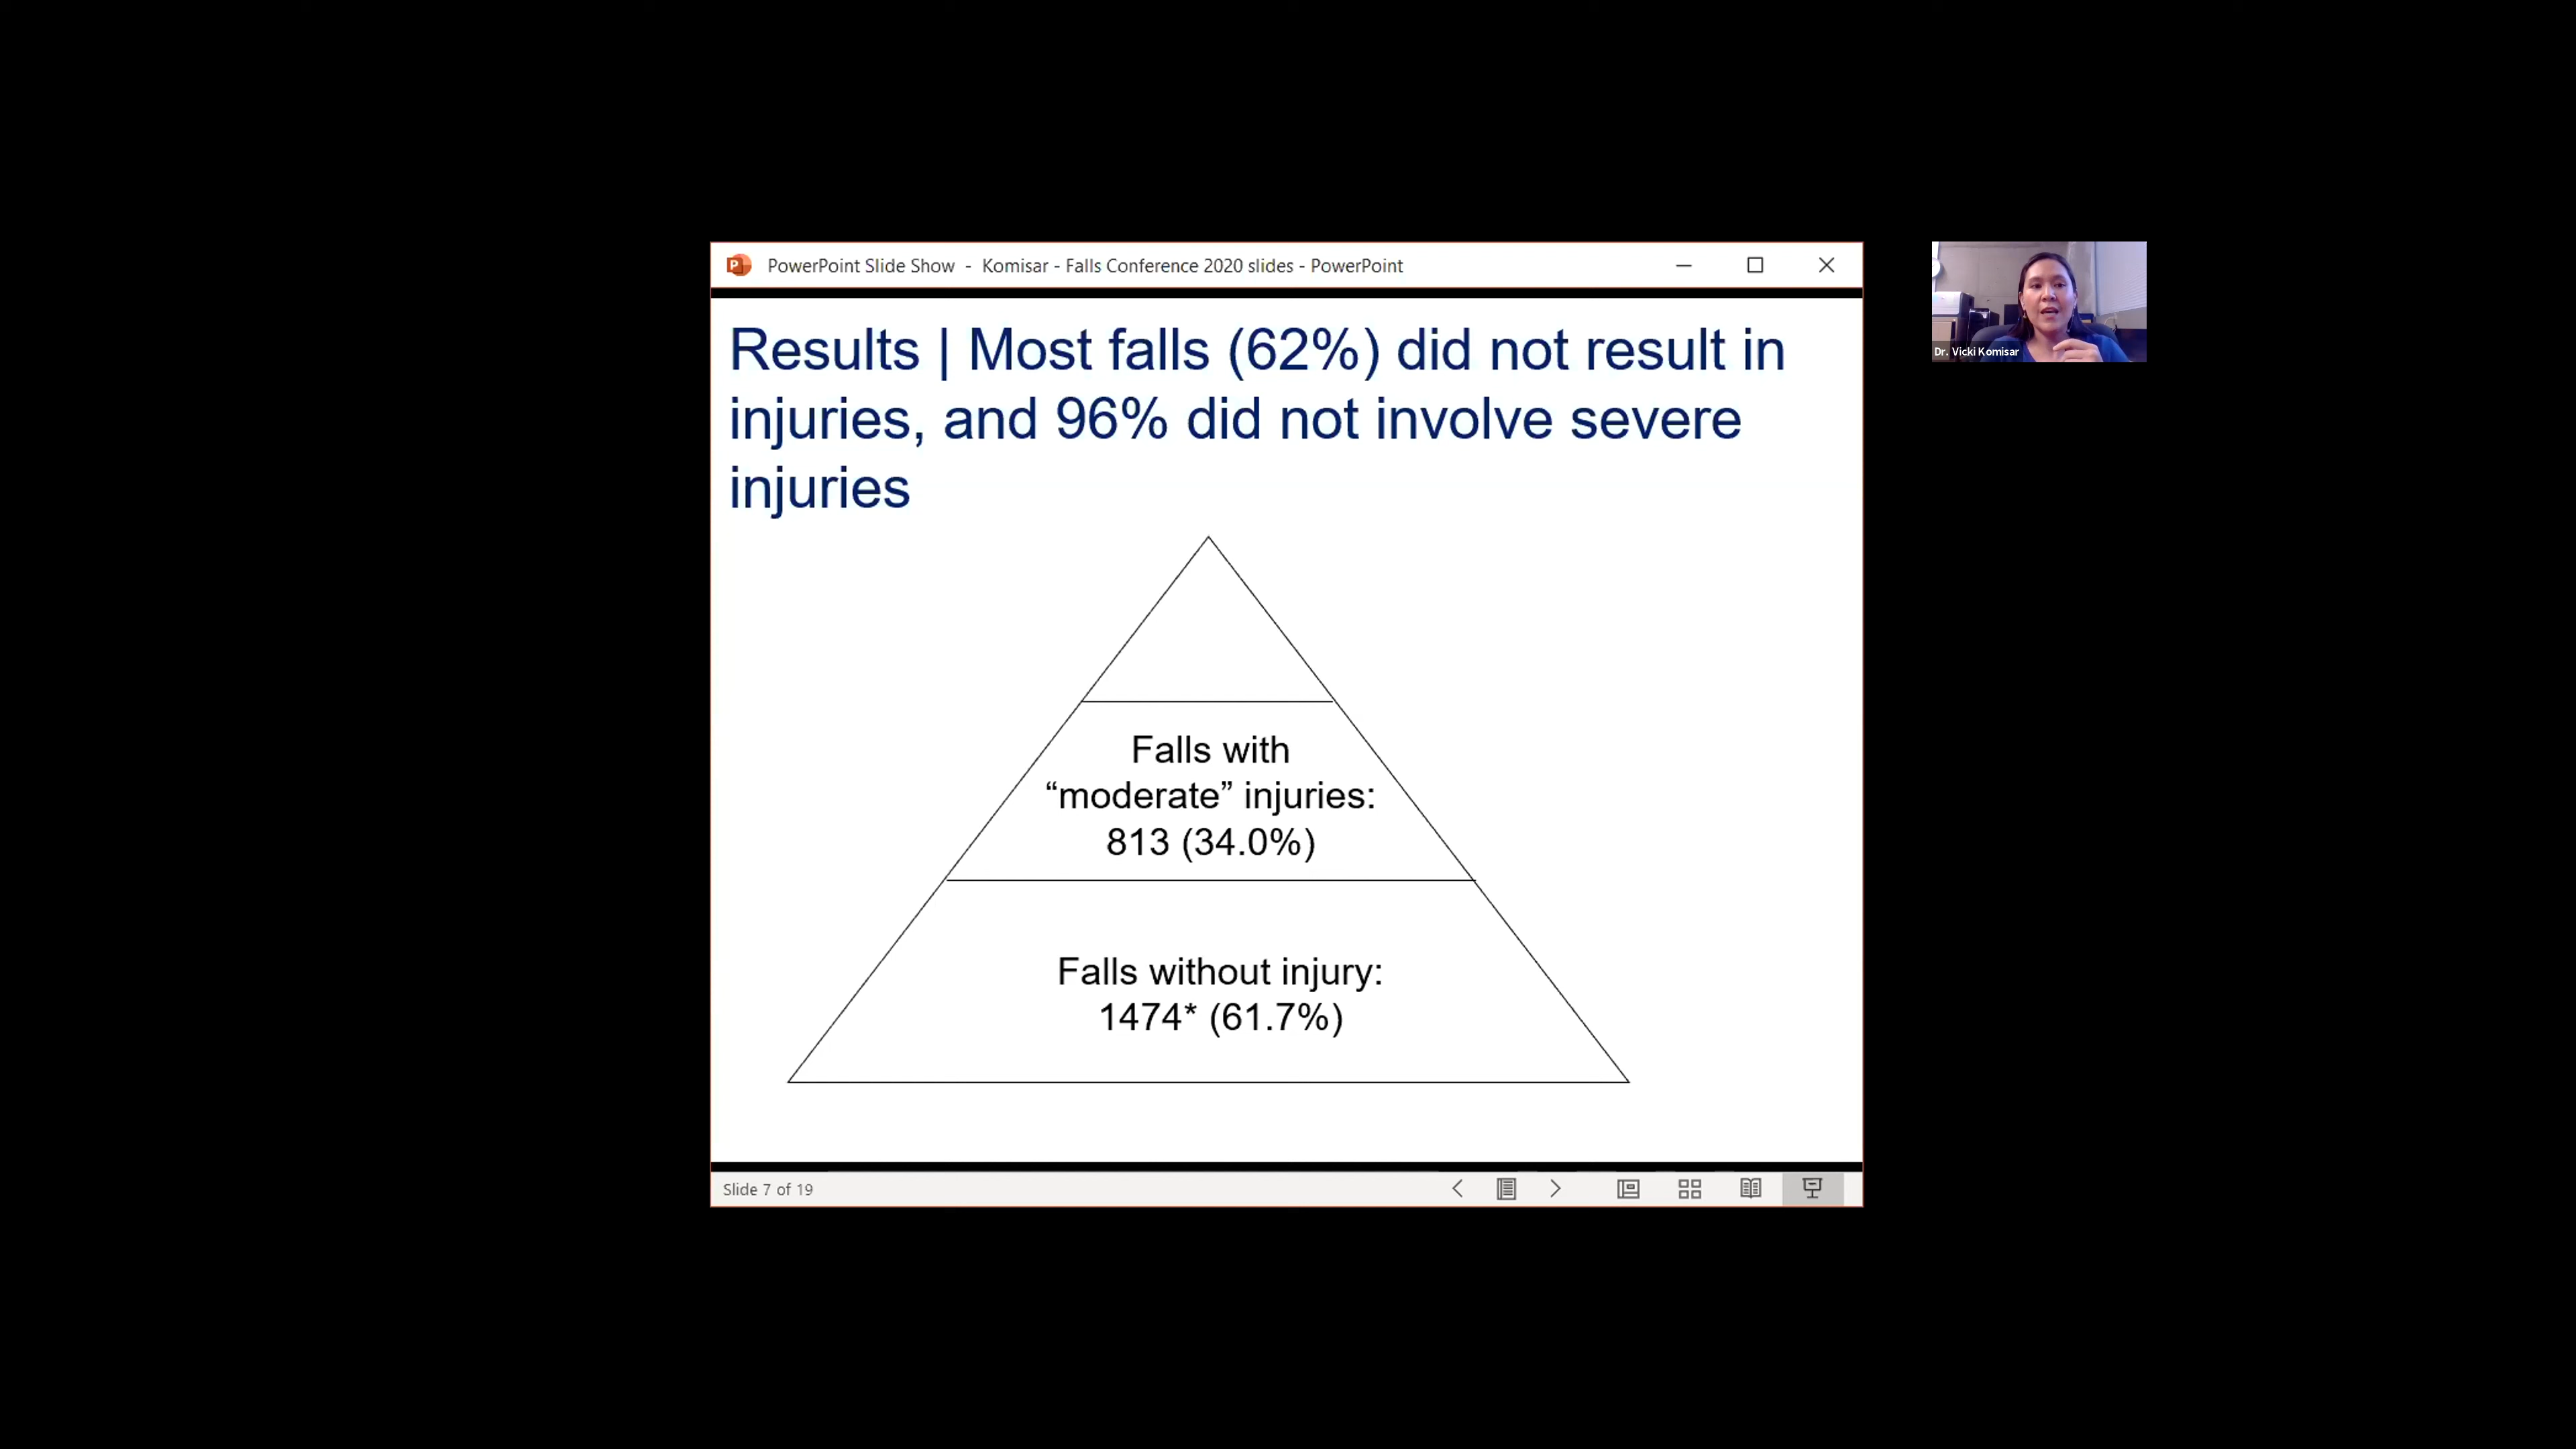 PowerPoint Slide Show - Komisar - Falls Conference 2020 slides - PowerPoint
Results | Most falls (62%) did not result in
injuries, and 96% did not involve severe
injuries
Falls with
“moderate” injuries:
813 (34.0%)
Falls without injury:
1474* (61.7%)
Slide 7 of 19
Dr. Vicki Komisar